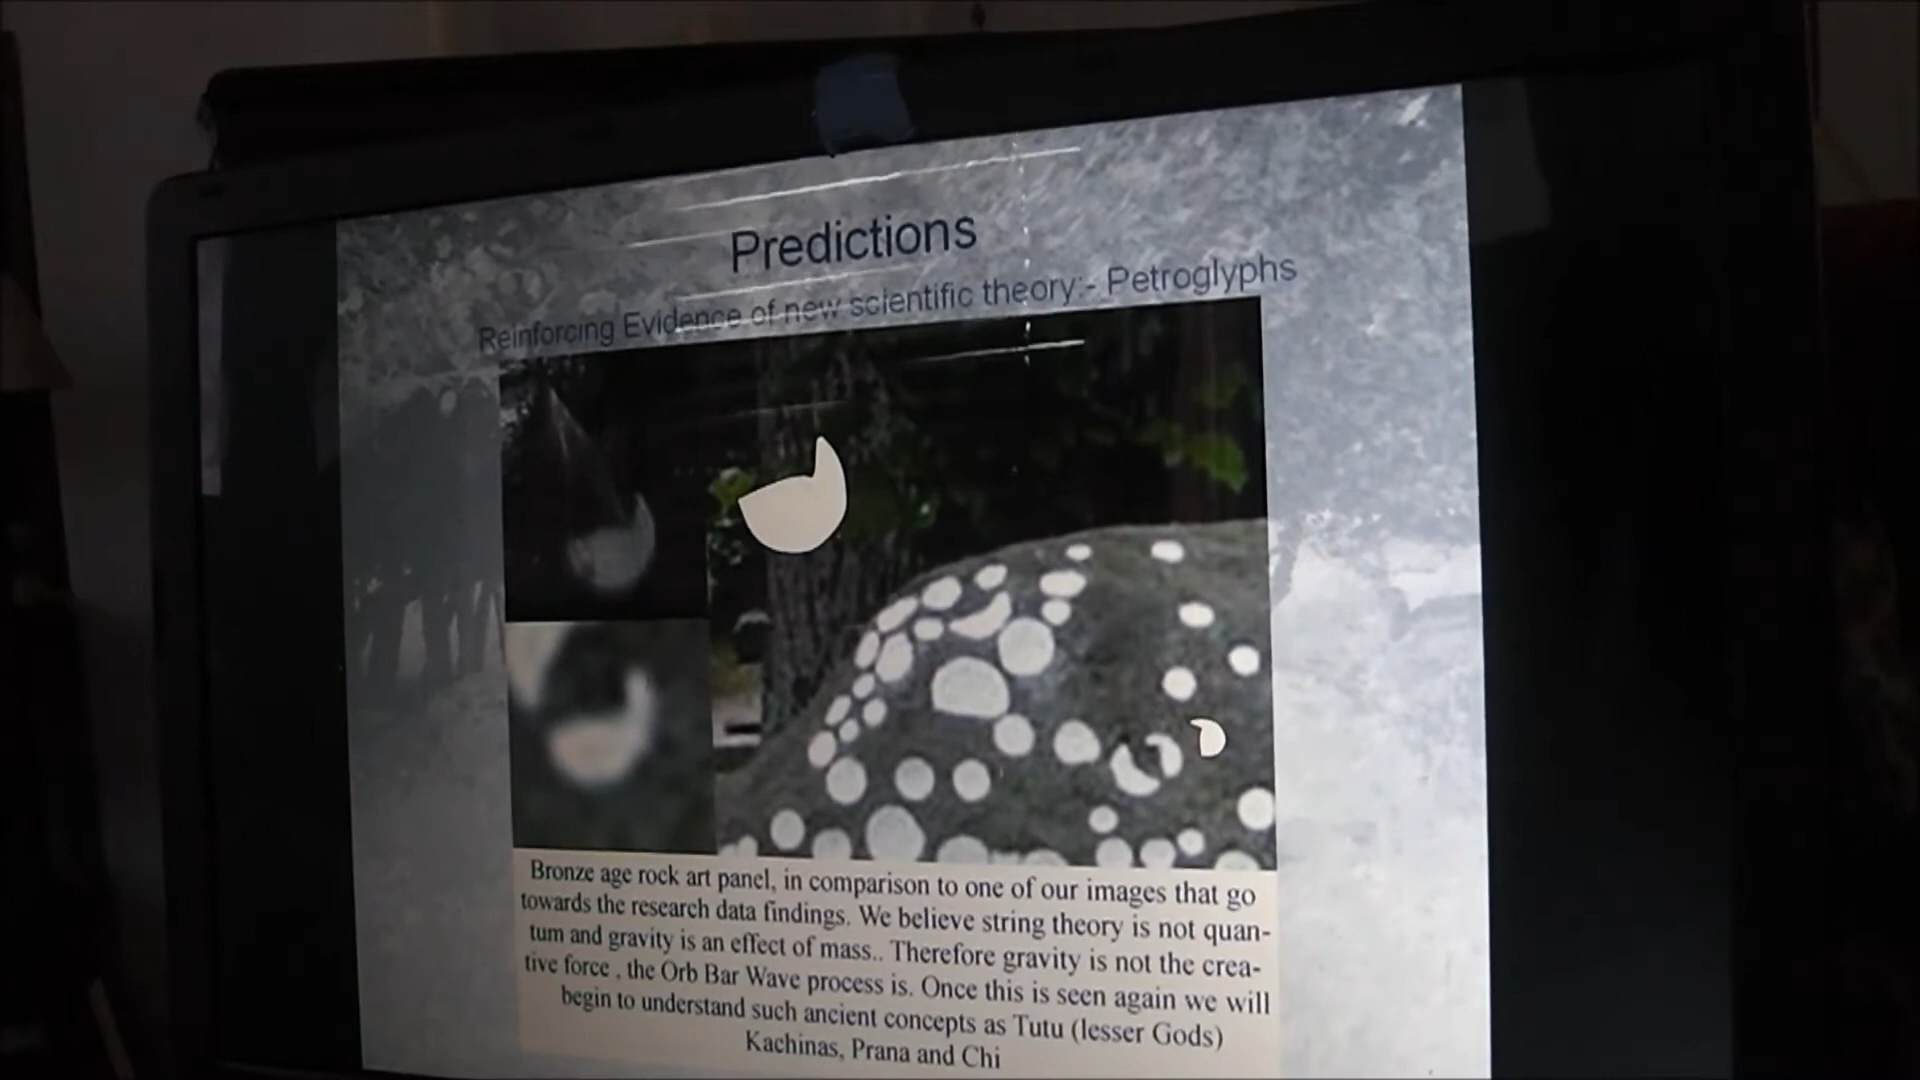 Predictions
Reinforcing Evidence of new scientific theory:- Petroglyphs
Bronze age rock art panel, in comparison to one of our images that go
towards the research data findings. We believe string theory is not quan-
tum and gravity is an effect of mass.. Therefore gravity is not the crea-
tive force , the Orb Bar Wave process is. Once this is seen again we will
begin to understand such ancient concepts as Tutu (lesser Gods)
Kachinas, Prana and Chi